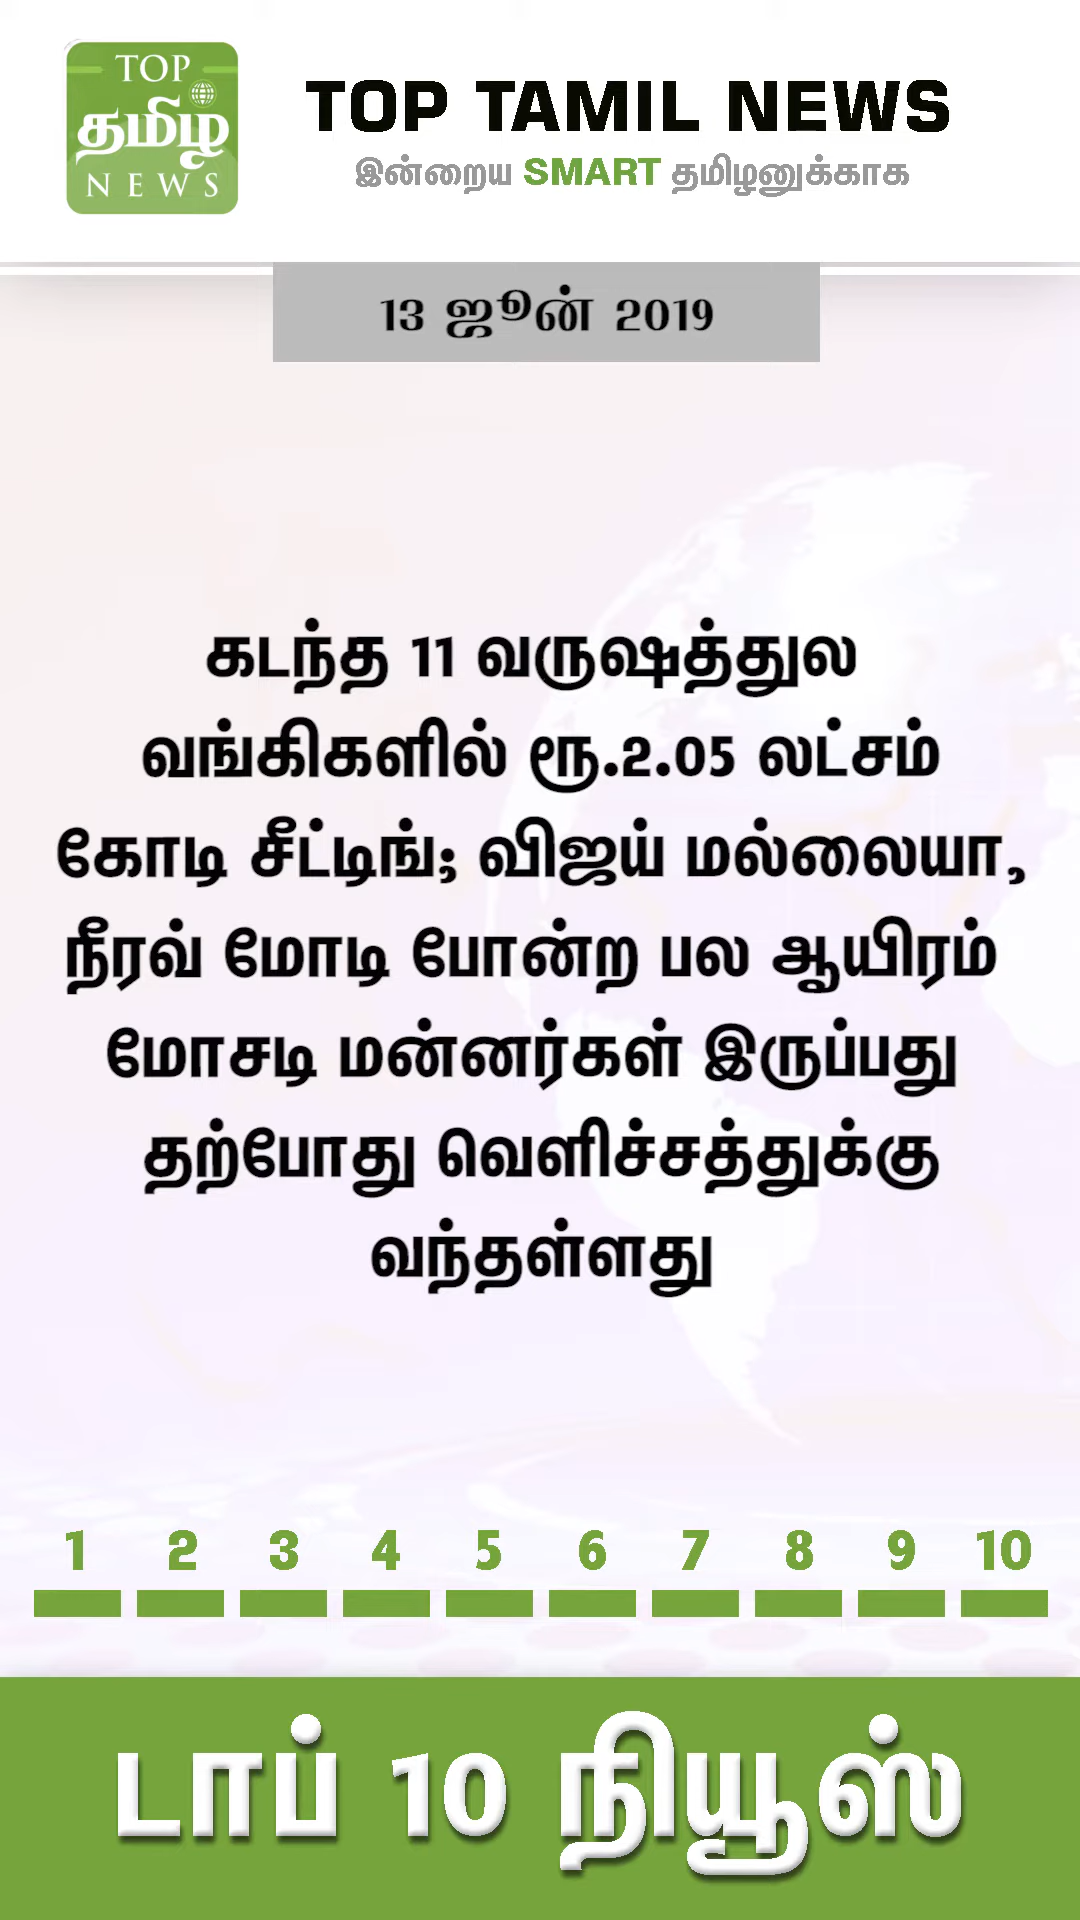 TOP
தமிழ்
NEWS
TOP TAMIL NEWS
இன்றைய SMART தமிழனுக்காக
13 ஜூன் 2019
கடந்த 11 வருஷத்துல
வங்கிகளில் ரூ.2.05 லட்சம்
கோடி சீட்டிங்; விஜய் மல்லையா,
நீரவ் மோடி போன்ற பல ஆயிரம்
மோசடி மன்னர்கள் இருப்பது
தற்போது வெளிச்சத்துக்கு
வந்தள்ளது
1 2 3 4 5 6 7 8 9 10
டாப் 10 நியூஸ்